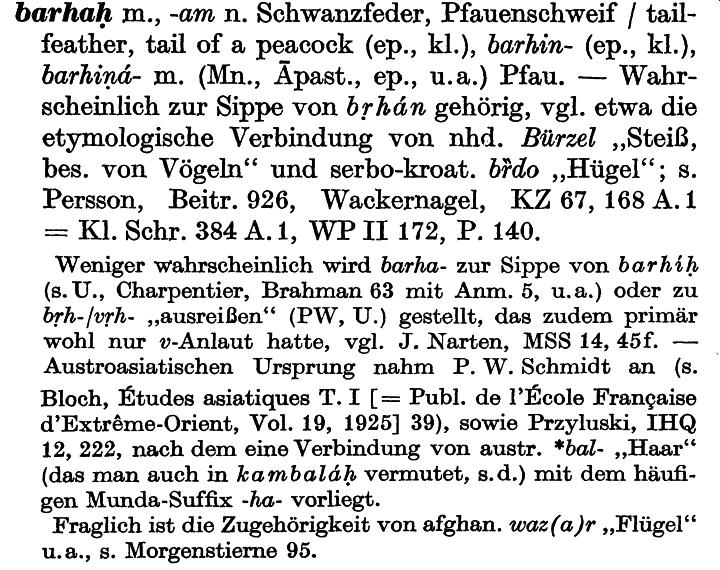 barhaḥ m., -am n. Schwanzfeder, Pfauenschweif / tail-
feather, tail of a peacock (ep., kl.), barhin- (ep., kl.),
barhiṇá- m. (Mn., Āpast., ep., u.a.) Pfau. — Wahr-
scheinlich zur Sippe von bṛhán gehörig, vgl. etwa die
etymologische Verbindung von nhd. Bürzel „Steiß,
bes. von Vögeln“ und serbo-kroat. bȑdo „Hügel“; s.
Persson, Beitr. 926, Wackernagel, KZ 67, 168 A. 1
= Kl. Schr. 384 A. 1, WP II 172, P. 140.
Weniger wahrscheinlich wird barha- zur Sippe von barhíḥ
(s. U., Charpentier, Brahman 63 mit Anm. 5, u.a.) oder zu
bṛh-/vṛh- „ausreißen“ (PW, U.) gestellt, das zudem primär
wohl nur v-Anlaut hatte, vgl. J. Narten, MSS 14, 45f. —
Austroasiatischen Ursprung nahm P. W. Schmidt an (s.
Bloch, Études asiatiques T. I [= Publ. de l’École Française
d’Extrême-Orient, Vol. 19, 1925] 39), sowie Przyluski, IHQ
12, 222, nach dem eine Verbindung von austr. *bal- „Haar“
(das man auch in kambaláḥ vermutet, s.d.) mit dem häufi-
gen Munda-Suffix -ha- vorliegt.
Fraglich ist die Zugehörigkeit von afghan. waz(a)r „Flügel“
u.a., s. Morgenstierne 95.